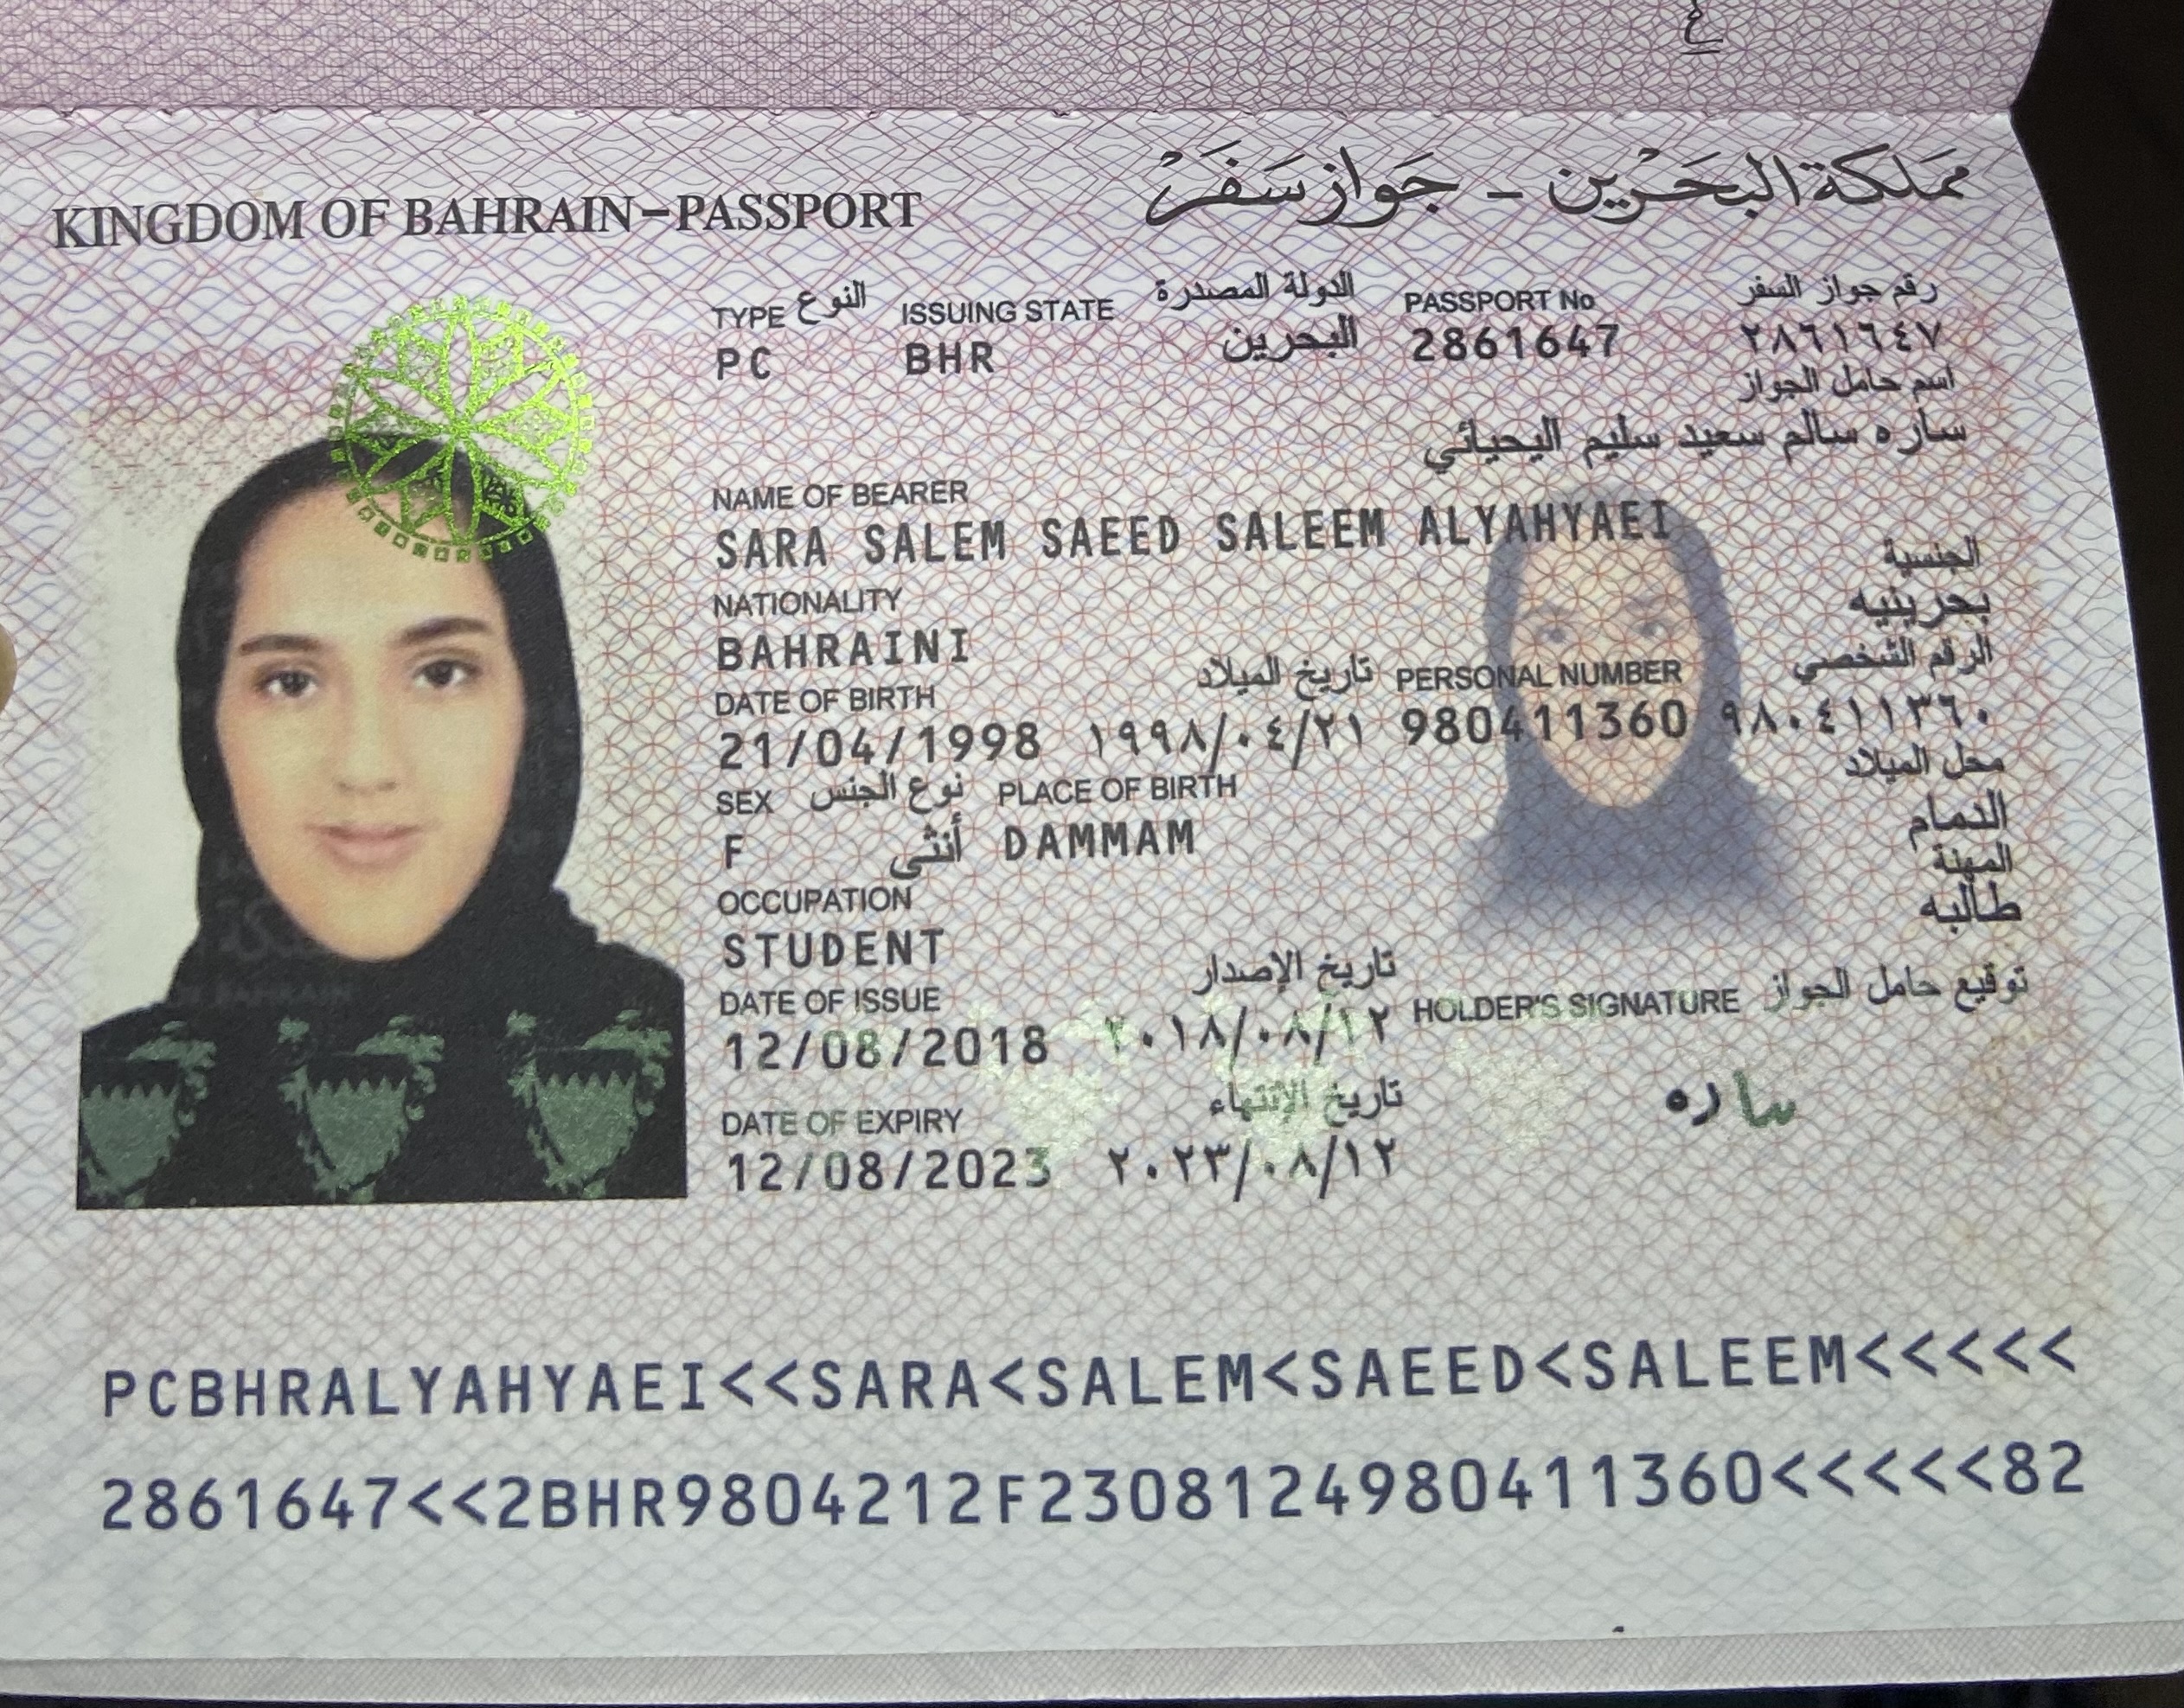 KINGDOM OF BAHRAIN-PASSPORT مَملكة البَحْرَين - جَواز سَفَرْ
TYPE النوع ISSUING STATE الدولة المصدرة PASSPORT No رقم جواز السفر
PC BHR البحرين 2861647 ٢٨٦١٦٤٧
اسم حامل الجواز
ساره سالم سعيد سليم اليحيائي
NAME OF BEARER
SARA SALEM SAEED SALEEM ALYAHYAEI
NATIONALITY الجنسية
BAHRAINI بحرينيه
DATE OF BIRTH تاريخ الميلاد PERSONAL NUMBER الرقم الشخصي
21/04/1998 ١٩٩٨/٠٤/٢١ 980411360 ٩٨٠٤١١٣٦٠
SEX نوع الجنس PLACE OF BIRTH محل الميلاد
F أنثى DAMMAM الدمام
OCCUPATION المهنة
STUDENT طالبه
DATE OF ISSUE تاريخ الإصدار HOLDER'S SIGNATURE توقيع حامل الجواز
12/08/2018 ٢٠١٨/٠٨/١٢
ساره
DATE OF EXPIRY تاريخ الإنتهاء
12/08/2023 ٢٠٢٣/٠٨/١٢
PCBHRALYAHYAEI<<SARA<SALEM<SAEED<SALEEM<<<<<
2861647<<2BHR9804212F2308124980411360<<<<<82